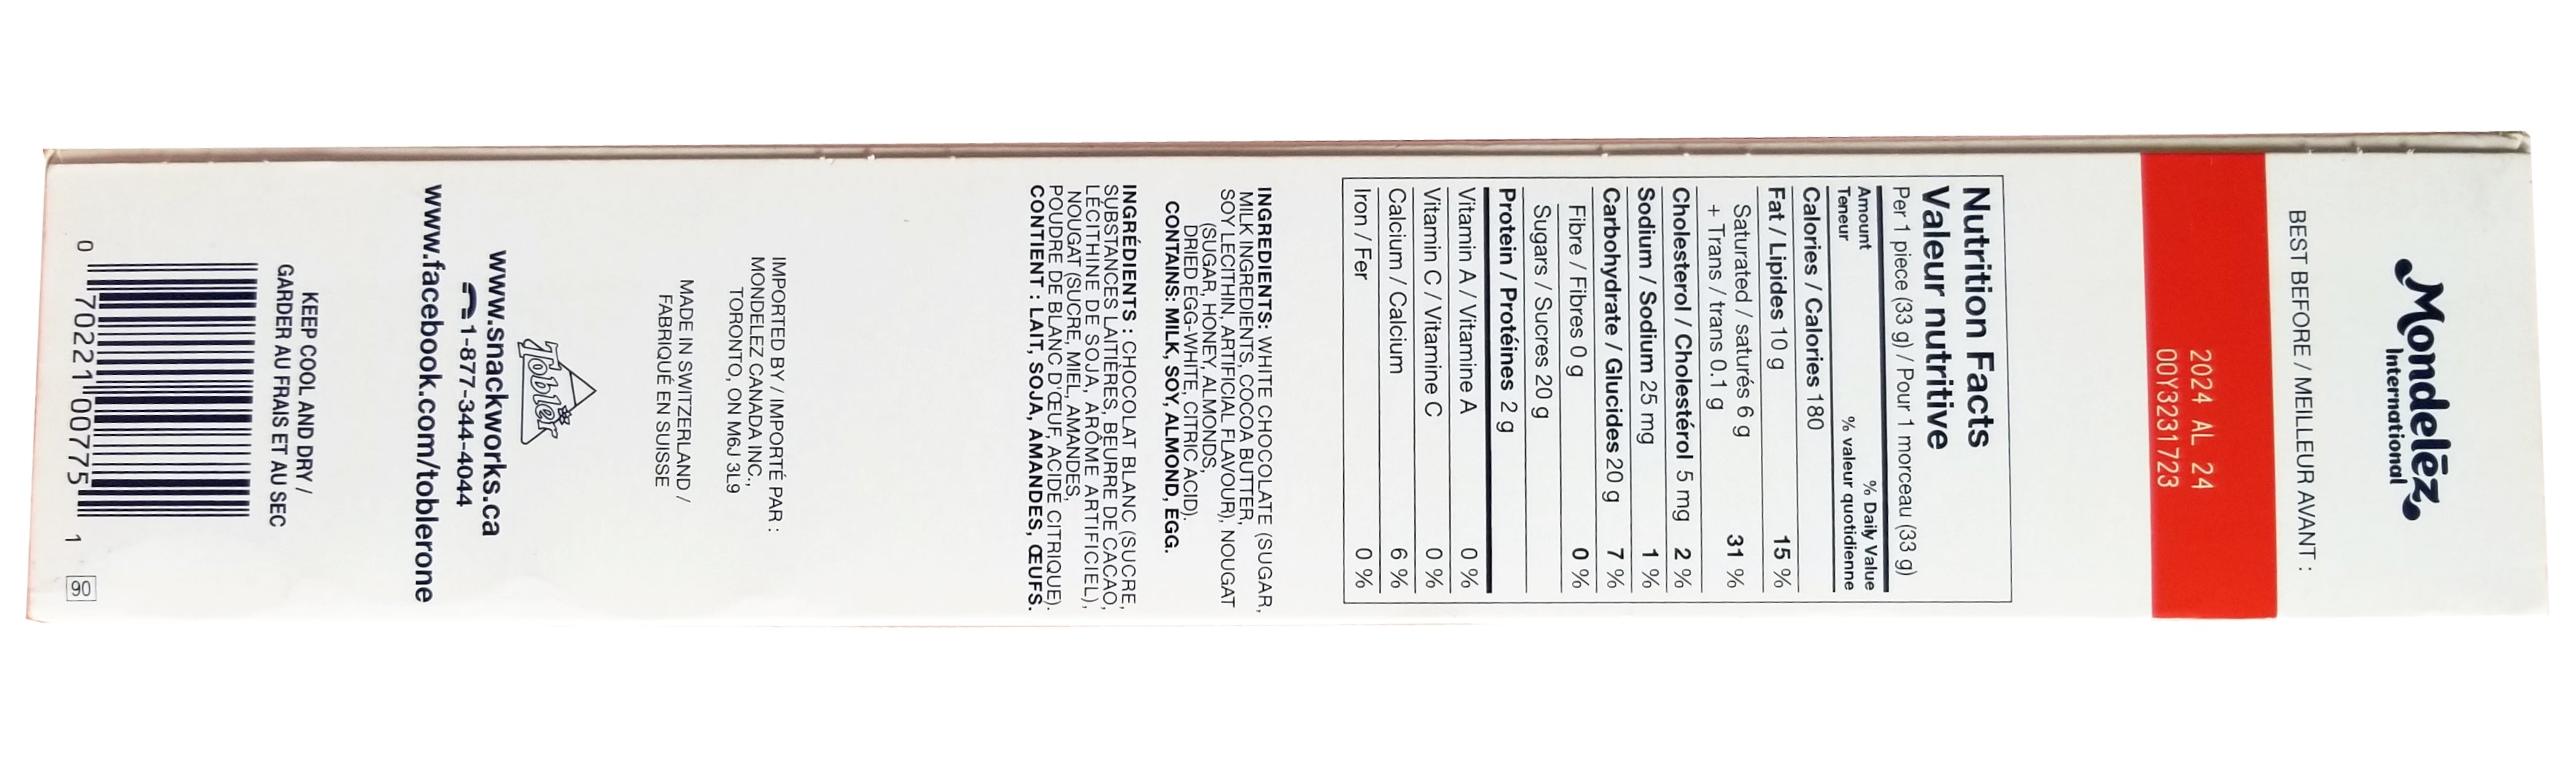 Mondelēz
International
BEST BEFORE / MEILLEUR AVANT :
2024 AL 24
00Y3231723
Nutrition Facts
Valeur nutritive
Per 1 piece (33 g) / Pour 1 morceau (33 g)
Amount % Daily Value
Teneur % valeur quotidienne
Calories / Calories 180
Fat / Lipides 10 g 15 %
Saturated / saturés 6 g
+ Trans / trans 0.1 g 31 %
Cholesterol / Cholestérol 5 mg 2 %
Sodium / Sodium 25 mg 1 %
Carbohydrate / Glucides 20 g 7 %
Fibre / Fibres 0 g 0 %
Sugars / Sucres 20 g
Protein / Protéines 2 g
Vitamin A / Vitamine A 0 %
Vitamin C / Vitamine C 0 %
Calcium / Calcium 6 %
Iron / Fer 0 %
INGREDIENTS: WHITE CHOCOLATE (SUGAR,
MILK INGREDIENTS, COCOA BUTTER,
SOY LECITHIN, ARTIFICIAL FLAVOUR), NOUGAT
(SUGAR, HONEY, ALMONDS,
DRIED EGG-WHITE, CITRIC ACID).
CONTAINS: MILK, SOY, ALMOND, EGG.
INGRÉDIENTS : CHOCOLAT BLANC (SUCRE,
SUBSTANCES LAITIÈRES, BEURRE DE CACAO,
LÉCITHINE DE SOJA, ARÔME ARTIFICIEL),
NOUGAT (SUCRE, MIEL, AMANDES,
POUDRE DE BLANC D'ŒUF, ACIDE CITRIQUE).
CONTIENT : LAIT, SOJA, AMANDES, ŒUFS.
IMPORTED BY / IMPORTÉ PAR :
MONDELEZ CANADA INC.,
TORONTO, ON M6J 3L9
MADE IN SWITZERLAND /
FABRIQUÉ EN SUISSE
Tobler
www.snackworks.ca
1-877-344-4044
www.facebook.com/toblerone
KEEP COOL AND DRY /
GARDER AU FRAIS ET AU SEC
0 70221 00775 1
90